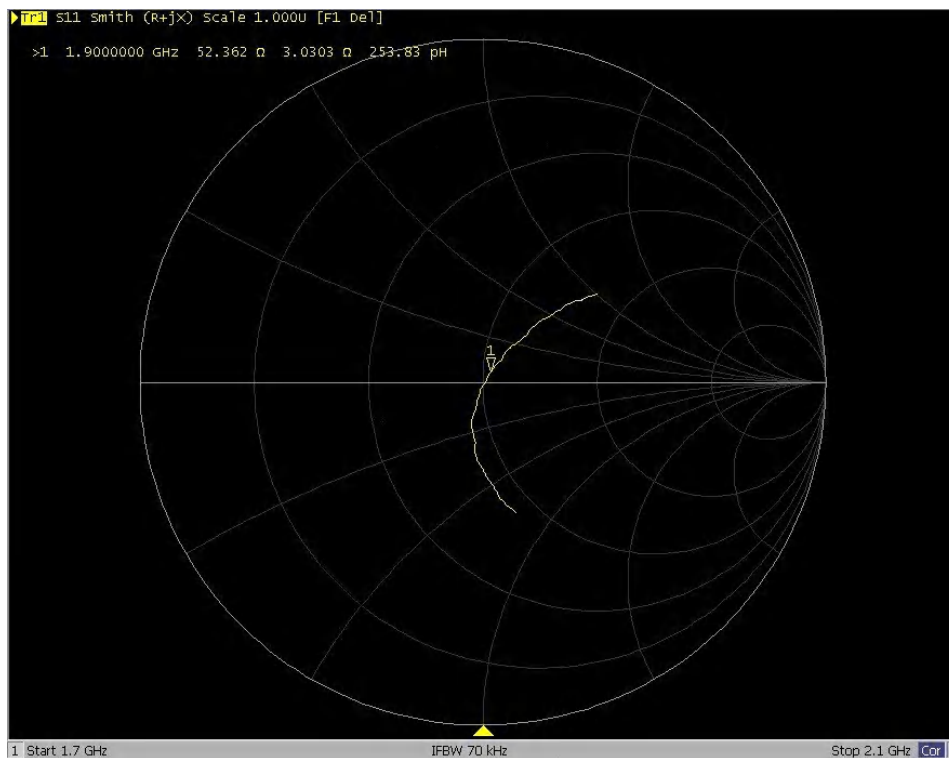 Tr1 S11 Smith (R+jX) Scale 1.000U [F1 Del]
>1 1.9000000 GHz 52.362 Ω 3.0303 Ω 253.83 pH
1
1 Start 1.7 GHz IFBW 70 kHz Stop 2.1 GHz Cor